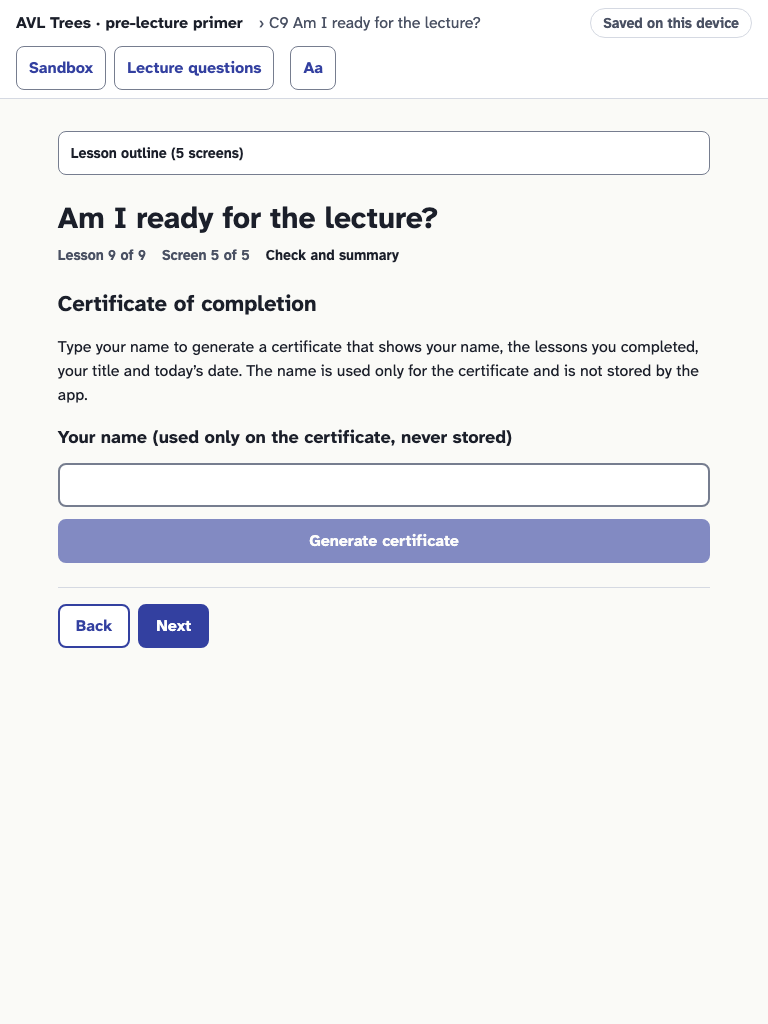 AVL Trees · pre-lecture primer › C9 Am I ready for the lecture? Saved on this device
Sandbox Lecture questions Aa
Lesson outline (5 screens)
Am I ready for the lecture?
Lesson 9 of 9 Screen 5 of 5 Check and summary
Certificate of completion
Type your name to generate a certificate that shows your name, the lessons you completed,
your title and today’s date. The name is used only for the certificate and is not stored by the
app.
Your name (used only on the certificate, never stored)
Generate certificate
Back Next